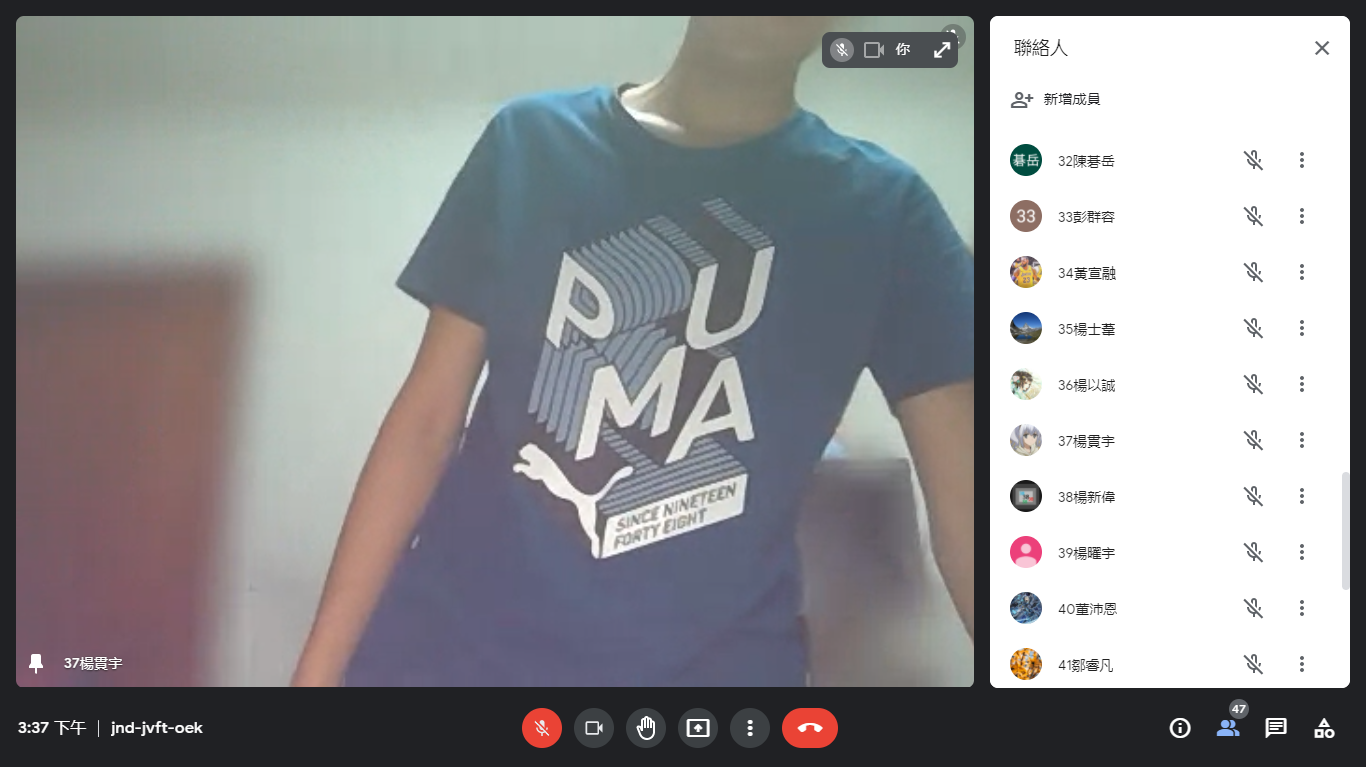 你
PUMA
SINCE NINETEEN
FORTY EIGHT
37楊貫宇
3:37 下午 | jnd-jvft-oek
聯絡人
新增成員
碁岳 32陳碁岳
33 33彭群容
34黃宣融
35楊士葦
36楊以誠
37楊貫宇
38楊新偉
39楊曜宇
40董沛恩
41鄒睿凡
47